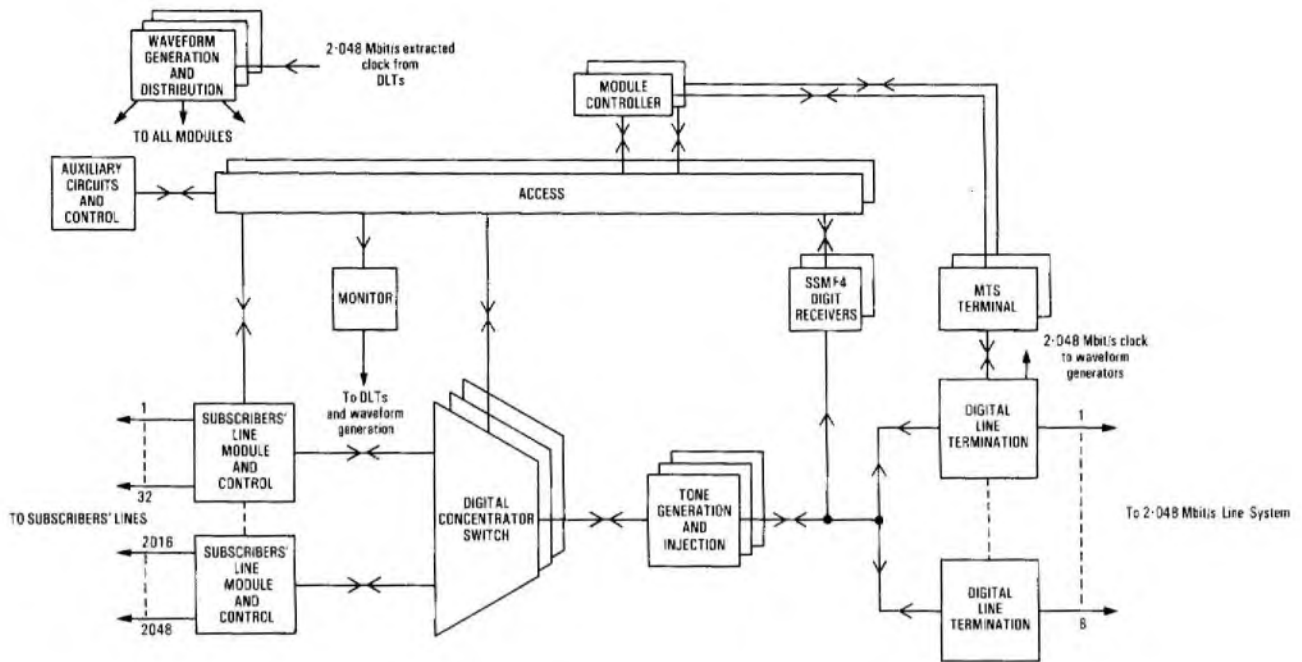 WAVEFORM
GENERATION
AND
DISTRIBUTION
2·048 Mbit/s extracted
clock from
DLTs
TO ALL MODULES
MODULE
CONTROLLER
AUXILIARY
CIRCUITS
AND
CONTROL
ACCESS
MONITOR
SSMF4
DIGIT
RECEIVERS
MTS
TERMINAL
2·048 Mbit/s clock
to waveform
generators
To DLTs
and waveform
generation
1
SUBSCRIBERS'
LINE
MODULE
AND
CONTROL
32
TO SUBSCRIBERS' LINES
2016
SUBSCRIBERS'
LINE
MODULE
AND
CONTROL
2048
DIGITAL
CONCENTRATOR
SWITCH
TONE
GENERATION
AND
INJECTION
DIGITAL
LINE
TERMINATION
1
To 2·048 Mbit/s Line System
DIGITAL
LINE
TERMINATION
8